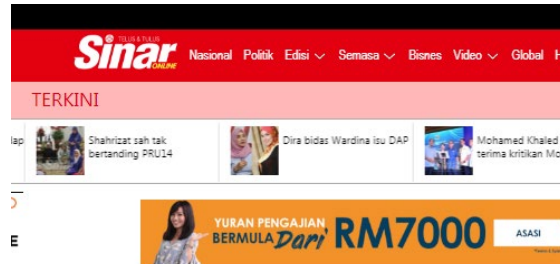 TELUS & TULUS
Sinar
ONLINE
Nasional Politik Edisi Semasa Bisnes Video Global H
TERKINI
lap
Shahrizat sah tak
bertanding PRU14
Dira bidas Wardina isu DAP
Mohamed Khaled
terima kritikan Mo
E
YURAN PENGAJIAN
BERMULA Dari RM7000
ASASI